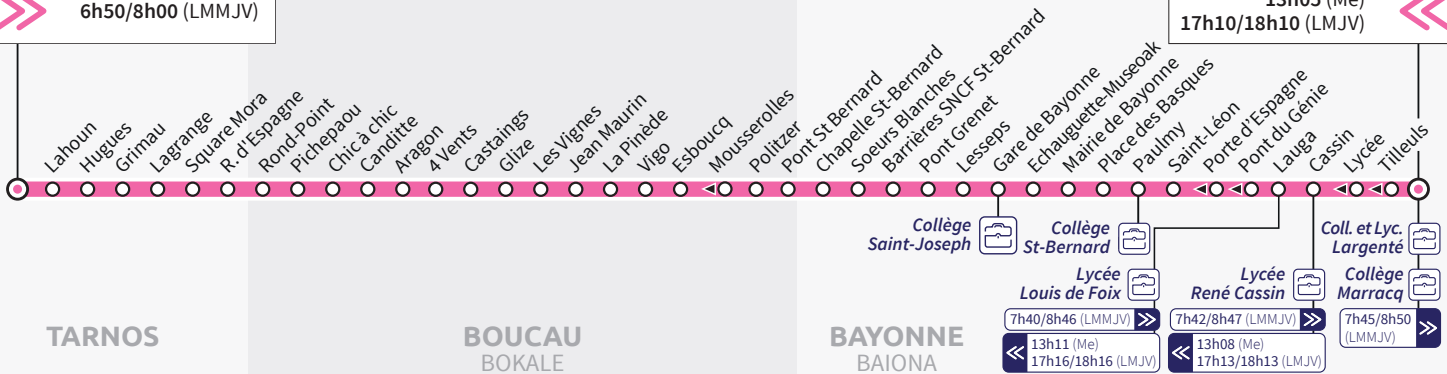 6h50/8h00 (LMMJV)
13h05 (Me)
17h10/18h10 (LMJV)
Lahoun
Hugues
Grimau
Lagrange
Square Mora
R. d'Espagne
Rond-Point
Pichepaou
Chic à chic
Canditte
Aragon
4 Vents
Castaings
Glize
Les Vignes
Jean Maurin
La Pinède
Vigo
Esboucq
Mousserolles
Politzer
Pont St Bernard
Chapelle St-Bernard
Soeurs Blanches
Barrières SNCF St-Bernard
Pont Grenet
Lesseps
Gare de Bayonne
Echauguette-Museoak
Mairie de Bayonne
Place des Basques
Paulmy
Saint-Léon
Porte d'Espagne
Pont du Génie
Lauga
Cassin
Lycée
Tilleuls
Collège
Saint-Joseph
Collège
St-Bernard
Coll. et Lyc.
Largenté
Lycée
Louis de Foix
Lycée
René Cassin
Collège
Marracq
7h40/8h46 (LMMJV)
13h11 (Me)
17h16/18h16 (LMJV)
7h42/8h47 (LMMJV)
13h08 (Me)
17h13/18h13 (LMJV)
7h45/8h50
(LMMJV)
TARNOS
BOUCAU
BOKALE
BAYONNE
BAIONA